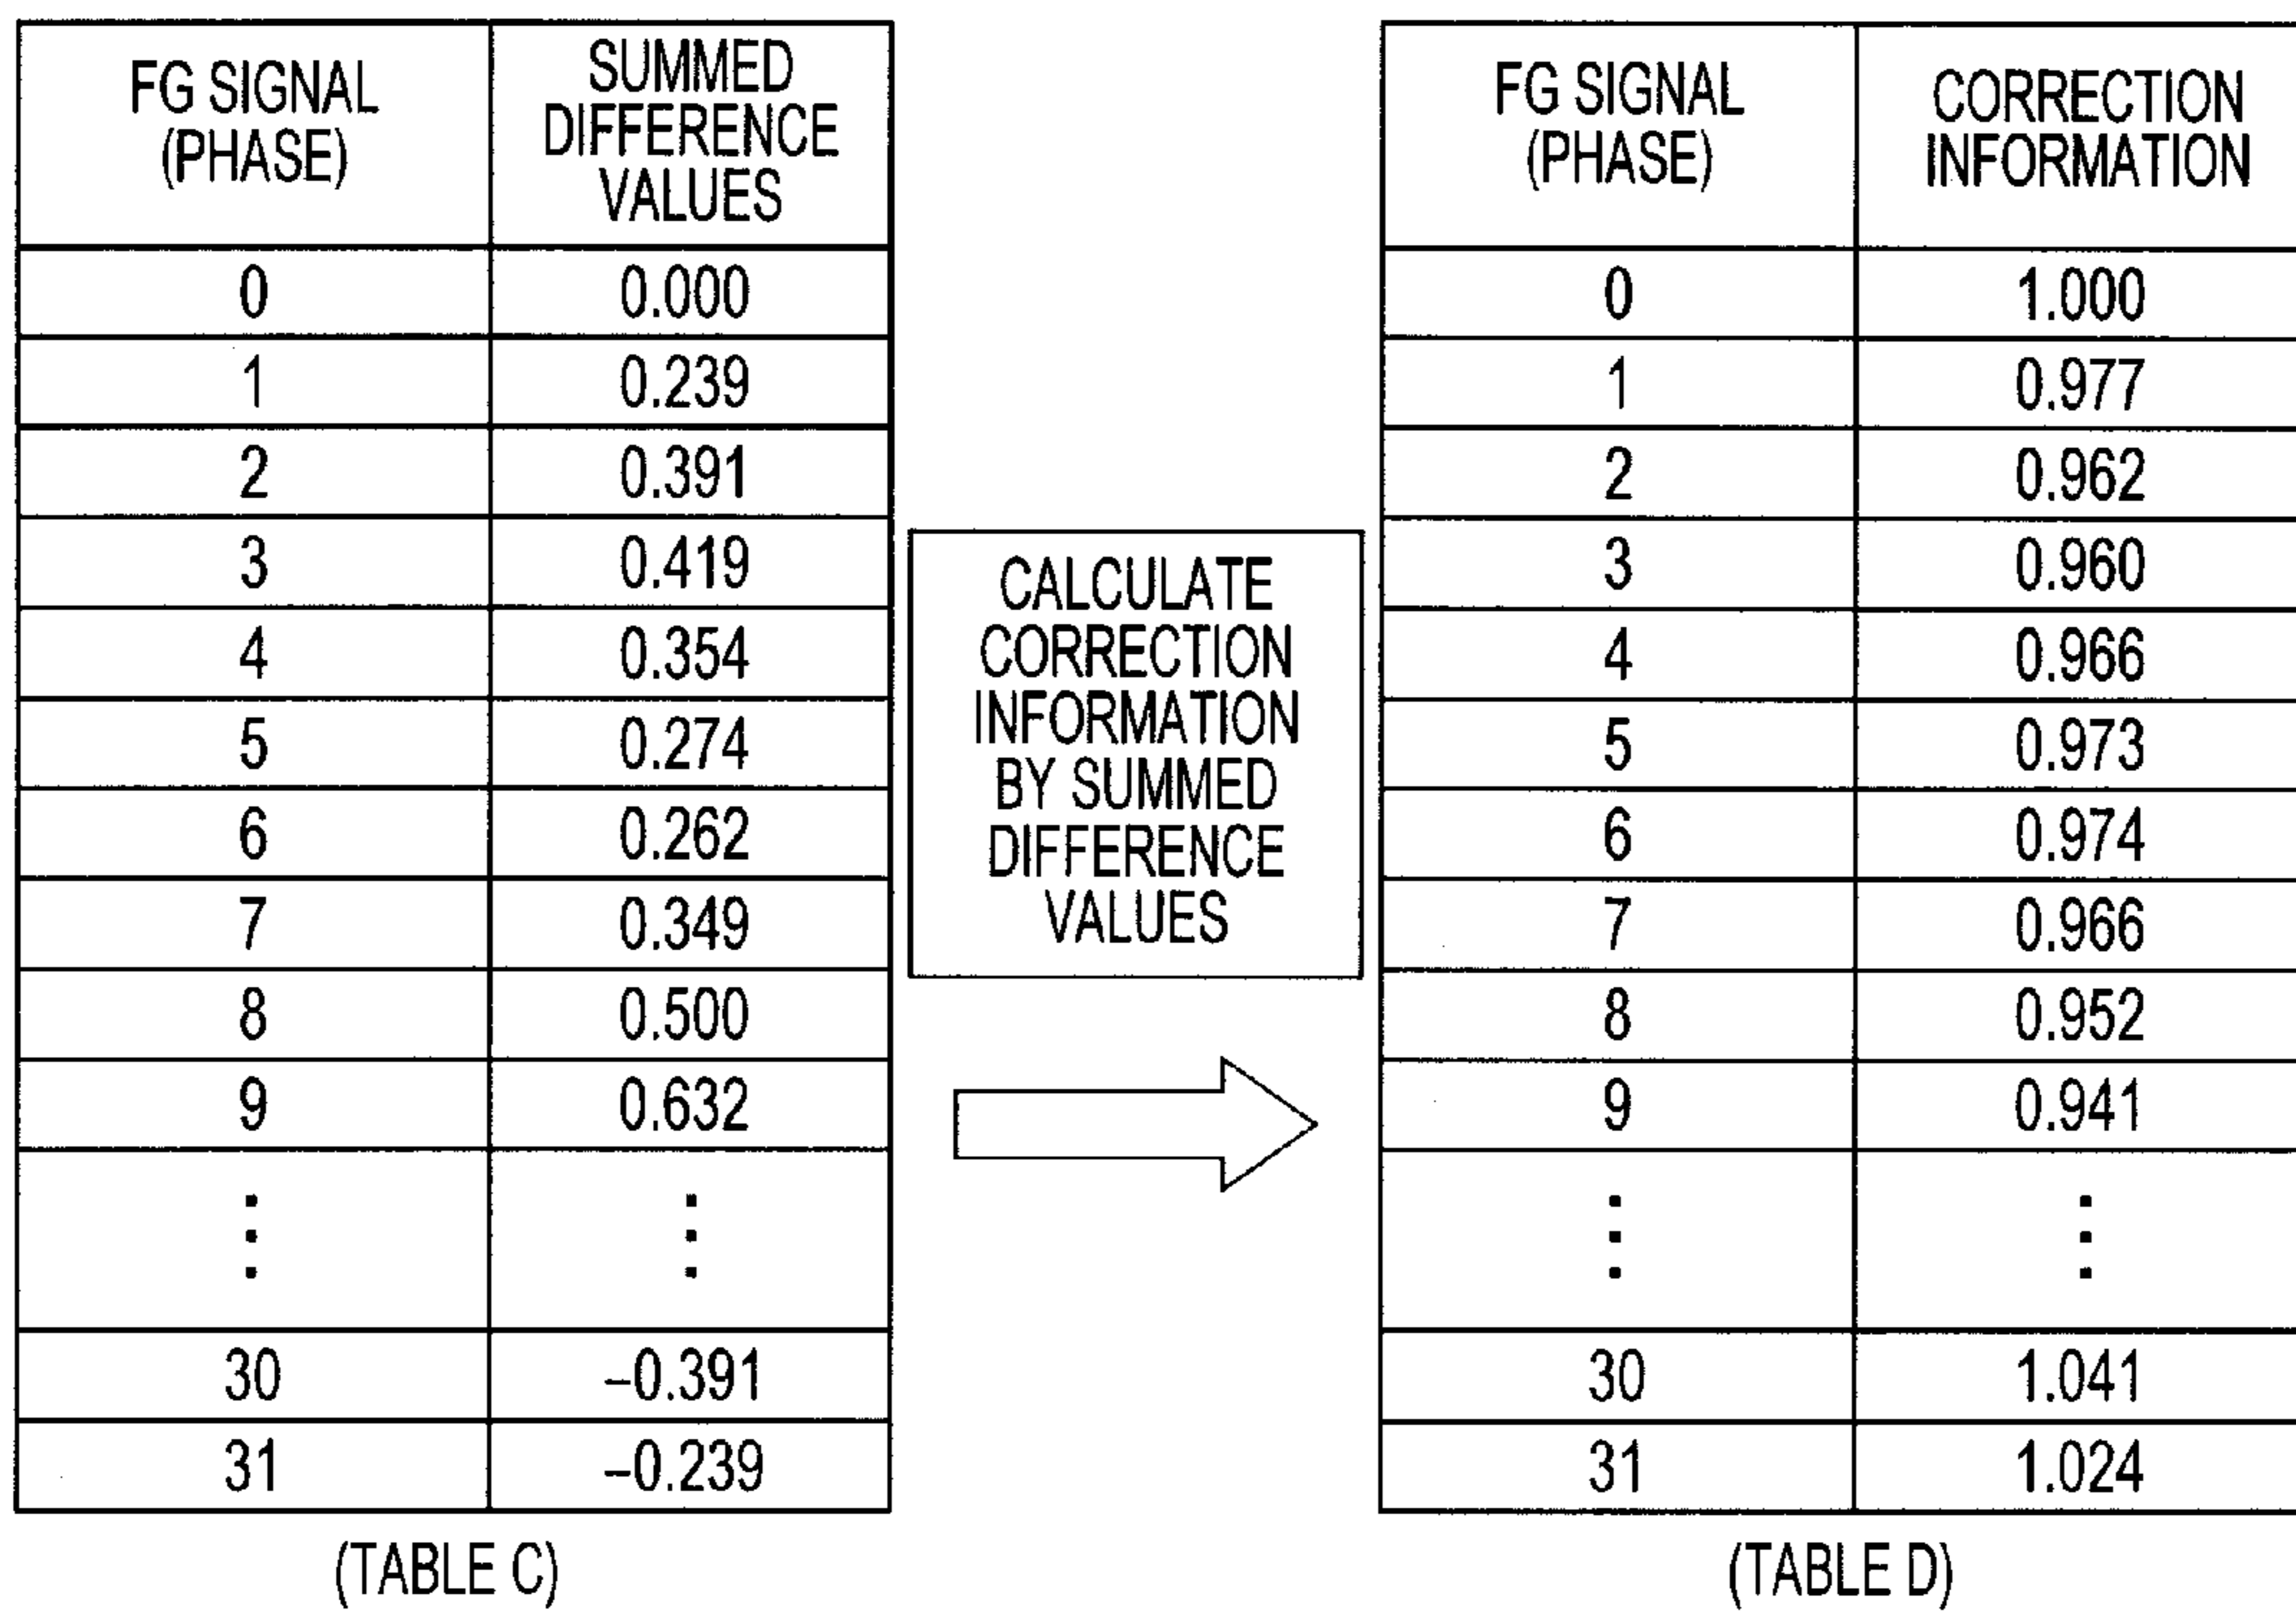 FG SIGNAL
(PHASE)
SUMMED
DIFFERENCE
VALUES
0 0.000
1 0.239
2 0.391
3 0.419
4 0.354
5 0.274
6 0.262
7 0.349
8 0.500
9 0.632
⋮ ⋮
30 –0.391
31 –0.239
(TABLE C)
CALCULATE
CORRECTION
INFORMATION
BY SUMMED
DIFFERENCE
VALUES
FG SIGNAL
(PHASE)
CORRECTION
INFORMATION
0 1.000
1 0.977
2 0.962
3 0.960
4 0.966
5 0.973
6 0.974
7 0.966
8 0.952
9 0.941
⋮ ⋮
30 1.041
31 1.024
(TABLE D)